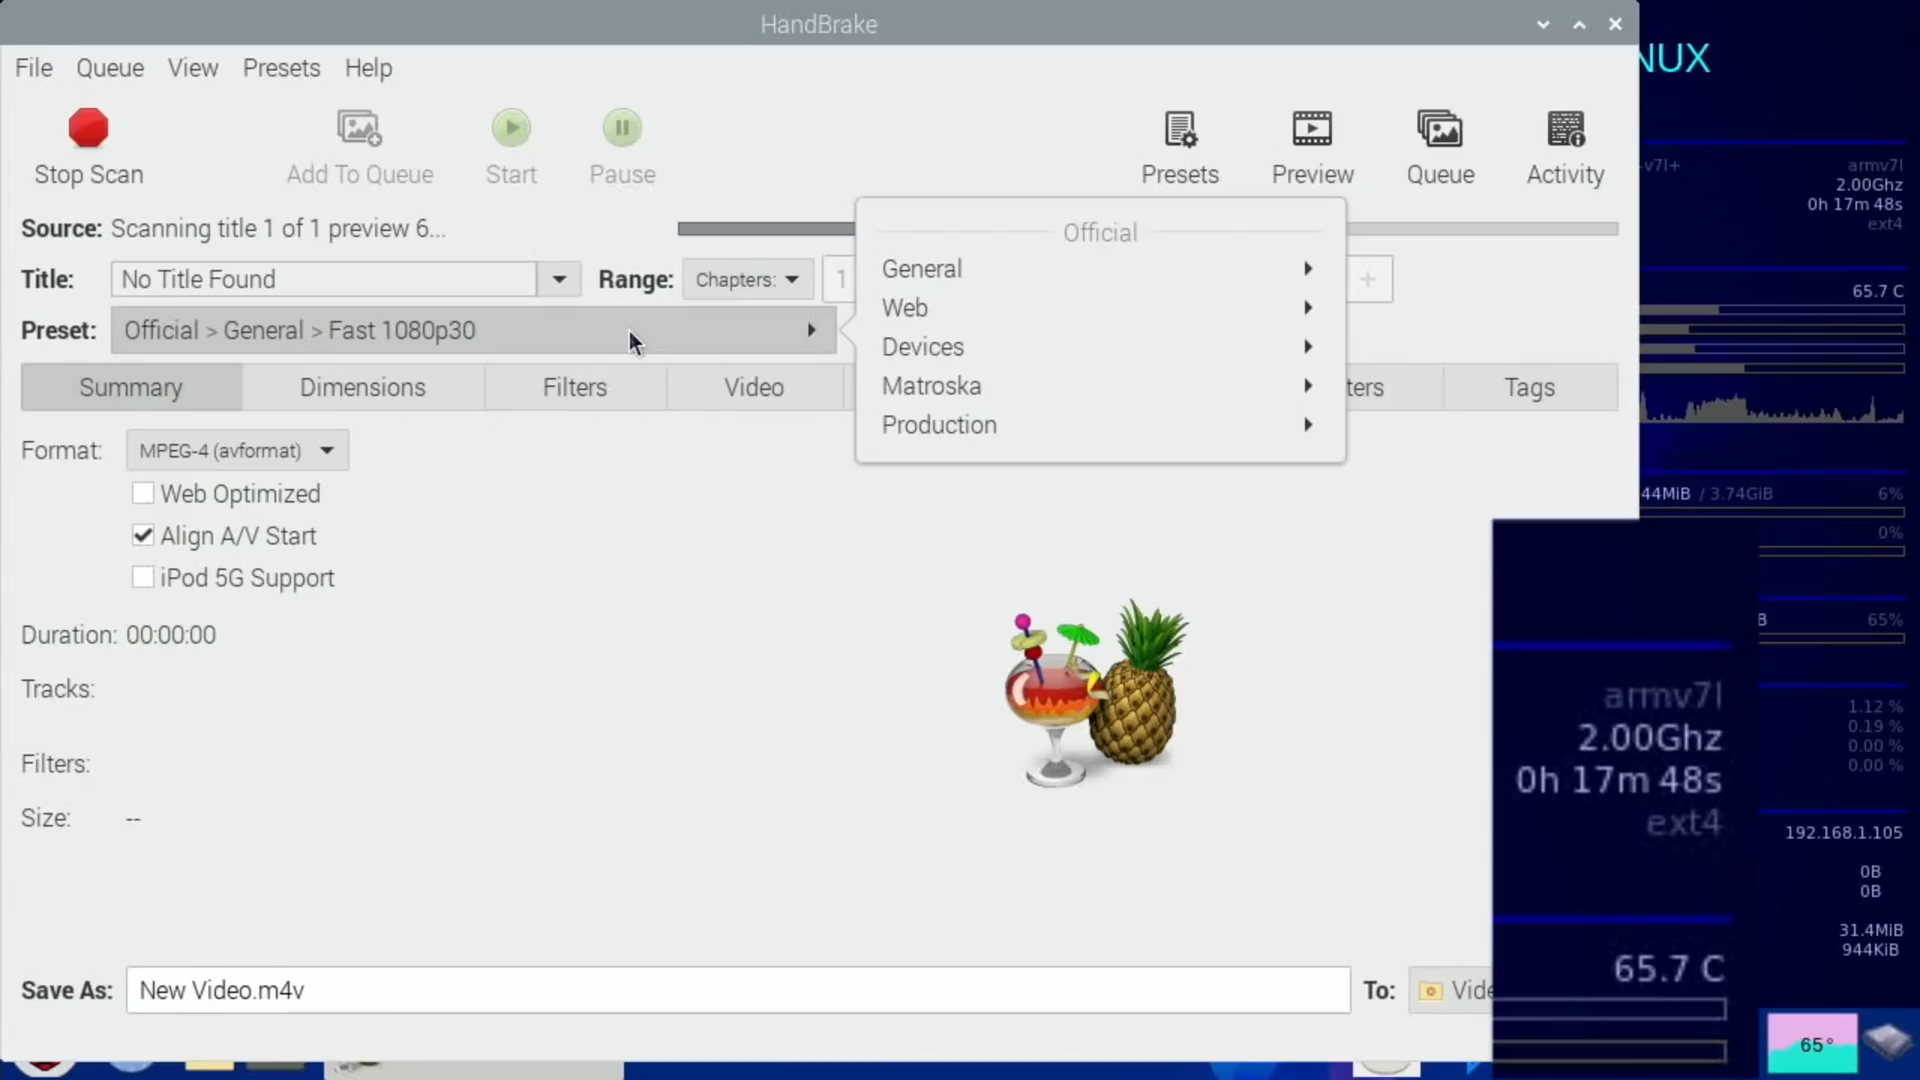 HandBrake
NUX
File Queue View Presets Help
Stop Scan Add To Queue Start Pause Presets Preview Queue Activity
Source: Scanning title 1 of 1 preview 6...
Title: No Title Found Range: Chapters: 1
Preset: Official > General > Fast 1080p30
Official
General
Web
Devices
Matroska
Production
Summary Dimensions Filters Video ters Tags
Format: MPEG-4 (avformat)
Web Optimized
Align A/V Start
iPod 5G Support
Duration: 00:00:00
Tracks:
Filters:
Size: --
Save As: New Video.m4v To: Vide
-v7l+ armv7l
2.00Ghz
0h 17m 48s
ext4
65.7 C
44MiB / 3.74GiB 6%
0%
B 65%
1.12 %
0.19 %
0.00 %
0.00 %
192.168.1.105
0B
0B
31.4MiB
944KiB
armv7l
2.00Ghz
0h 17m 48s
ext4
65.7 C
65°